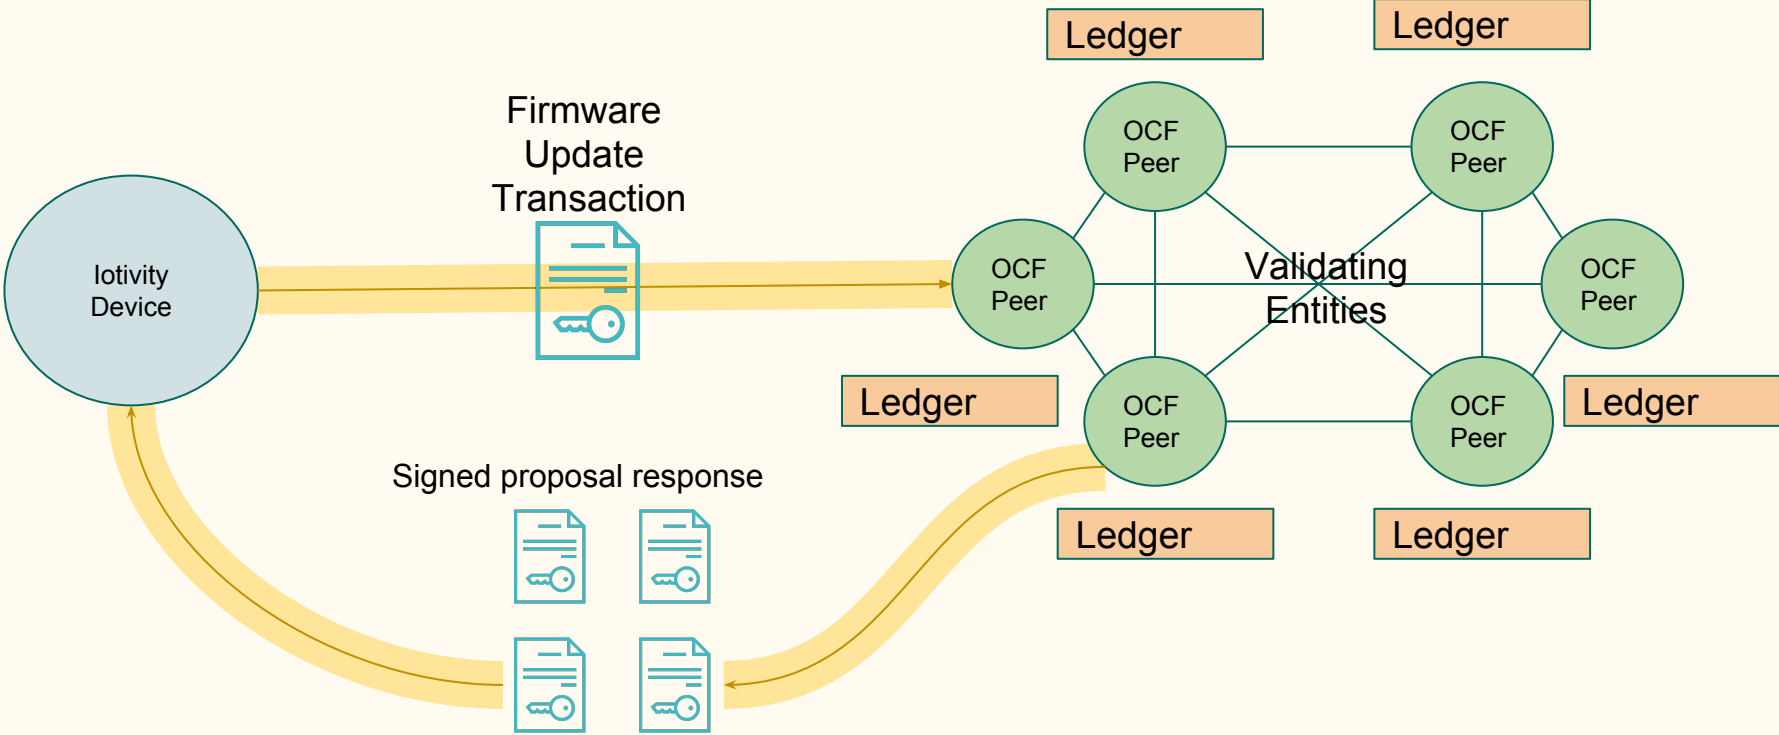 Ledger
Ledger
Firmware
Update
Transaction
OCF
Peer
OCF
Peer
Iotivity
Device
OCF
Peer
Validating
Entities
OCF
Peer
Ledger
OCF
Peer
OCF
Peer
Ledger
Signed proposal response
Ledger
Ledger